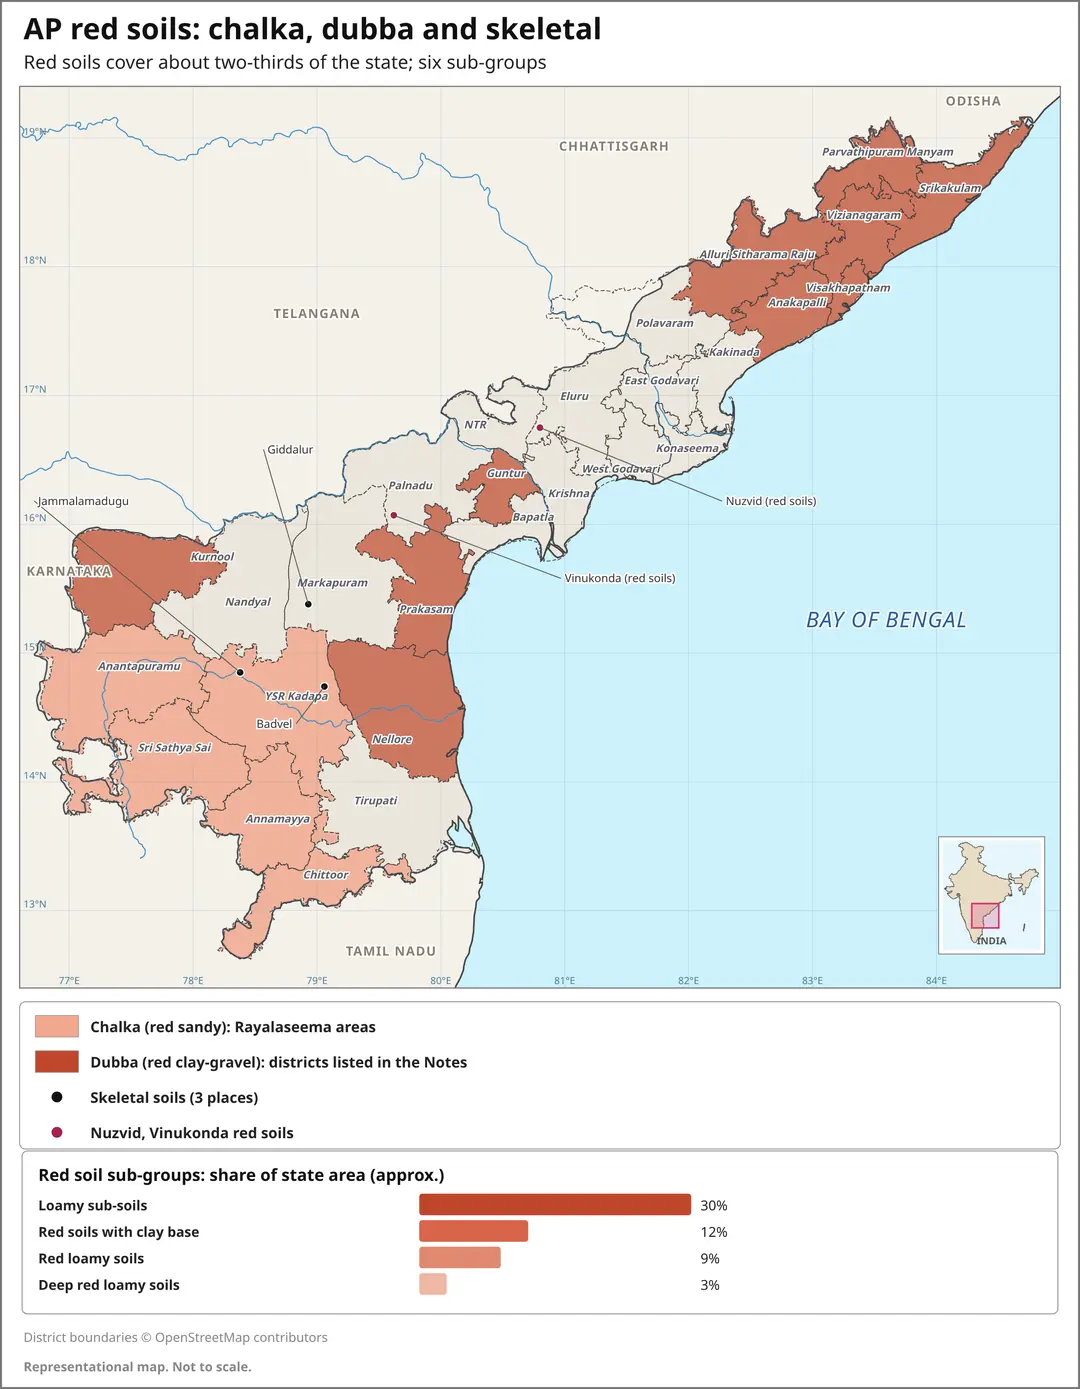 AP red soils: chalka, dubba and skeletal
Red soils cover about two-thirds of the state; six sub-groups
ODISHA
19°N
CHHATTISGARH
Parvathipuram Manyam
Srikakulam
Vizianagaram
18°N
Alluri Sitharama Raju
Visakhapatnam
Anakapalli
TELANGANA
Polavaram
Kakinada
17°N
East Godavari
Eluru
NTR
Giddalur
Konaseema
West Godavari
Guntur
Palnadu
Krishna
Jammalamadugu
Nuzvid (red soils)
16°N
Bapatla
Kurnool
KARNATAKA
Vinukonda (red soils)
Markapuram
Nandyal
Prakasam
BAY OF BENGAL
15°N
Anantapuramu
YSR Kadapa
Badvel
Nellore
Sri Sathya Sai
14°N
Tirupati
Annamayya
Chittoor
13°N
INDIA
TAMIL NADU
77°E
78°E
79°E
80°E
81°E
82°E
83°E
84°E
Chalka (red sandy): Rayalaseema areas
Dubba (red clay-gravel): districts listed in the Notes
Skeletal soils (3 places)
Nuzvid, Vinukonda red soils
Red soil sub-groups: share of state area (approx.)
Loamy sub-soils 30%
Red soils with clay base 12%
Red loamy soils 9%
Deep red loamy soils 3%
District boundaries © OpenStreetMap contributors
Representational map. Not to scale.